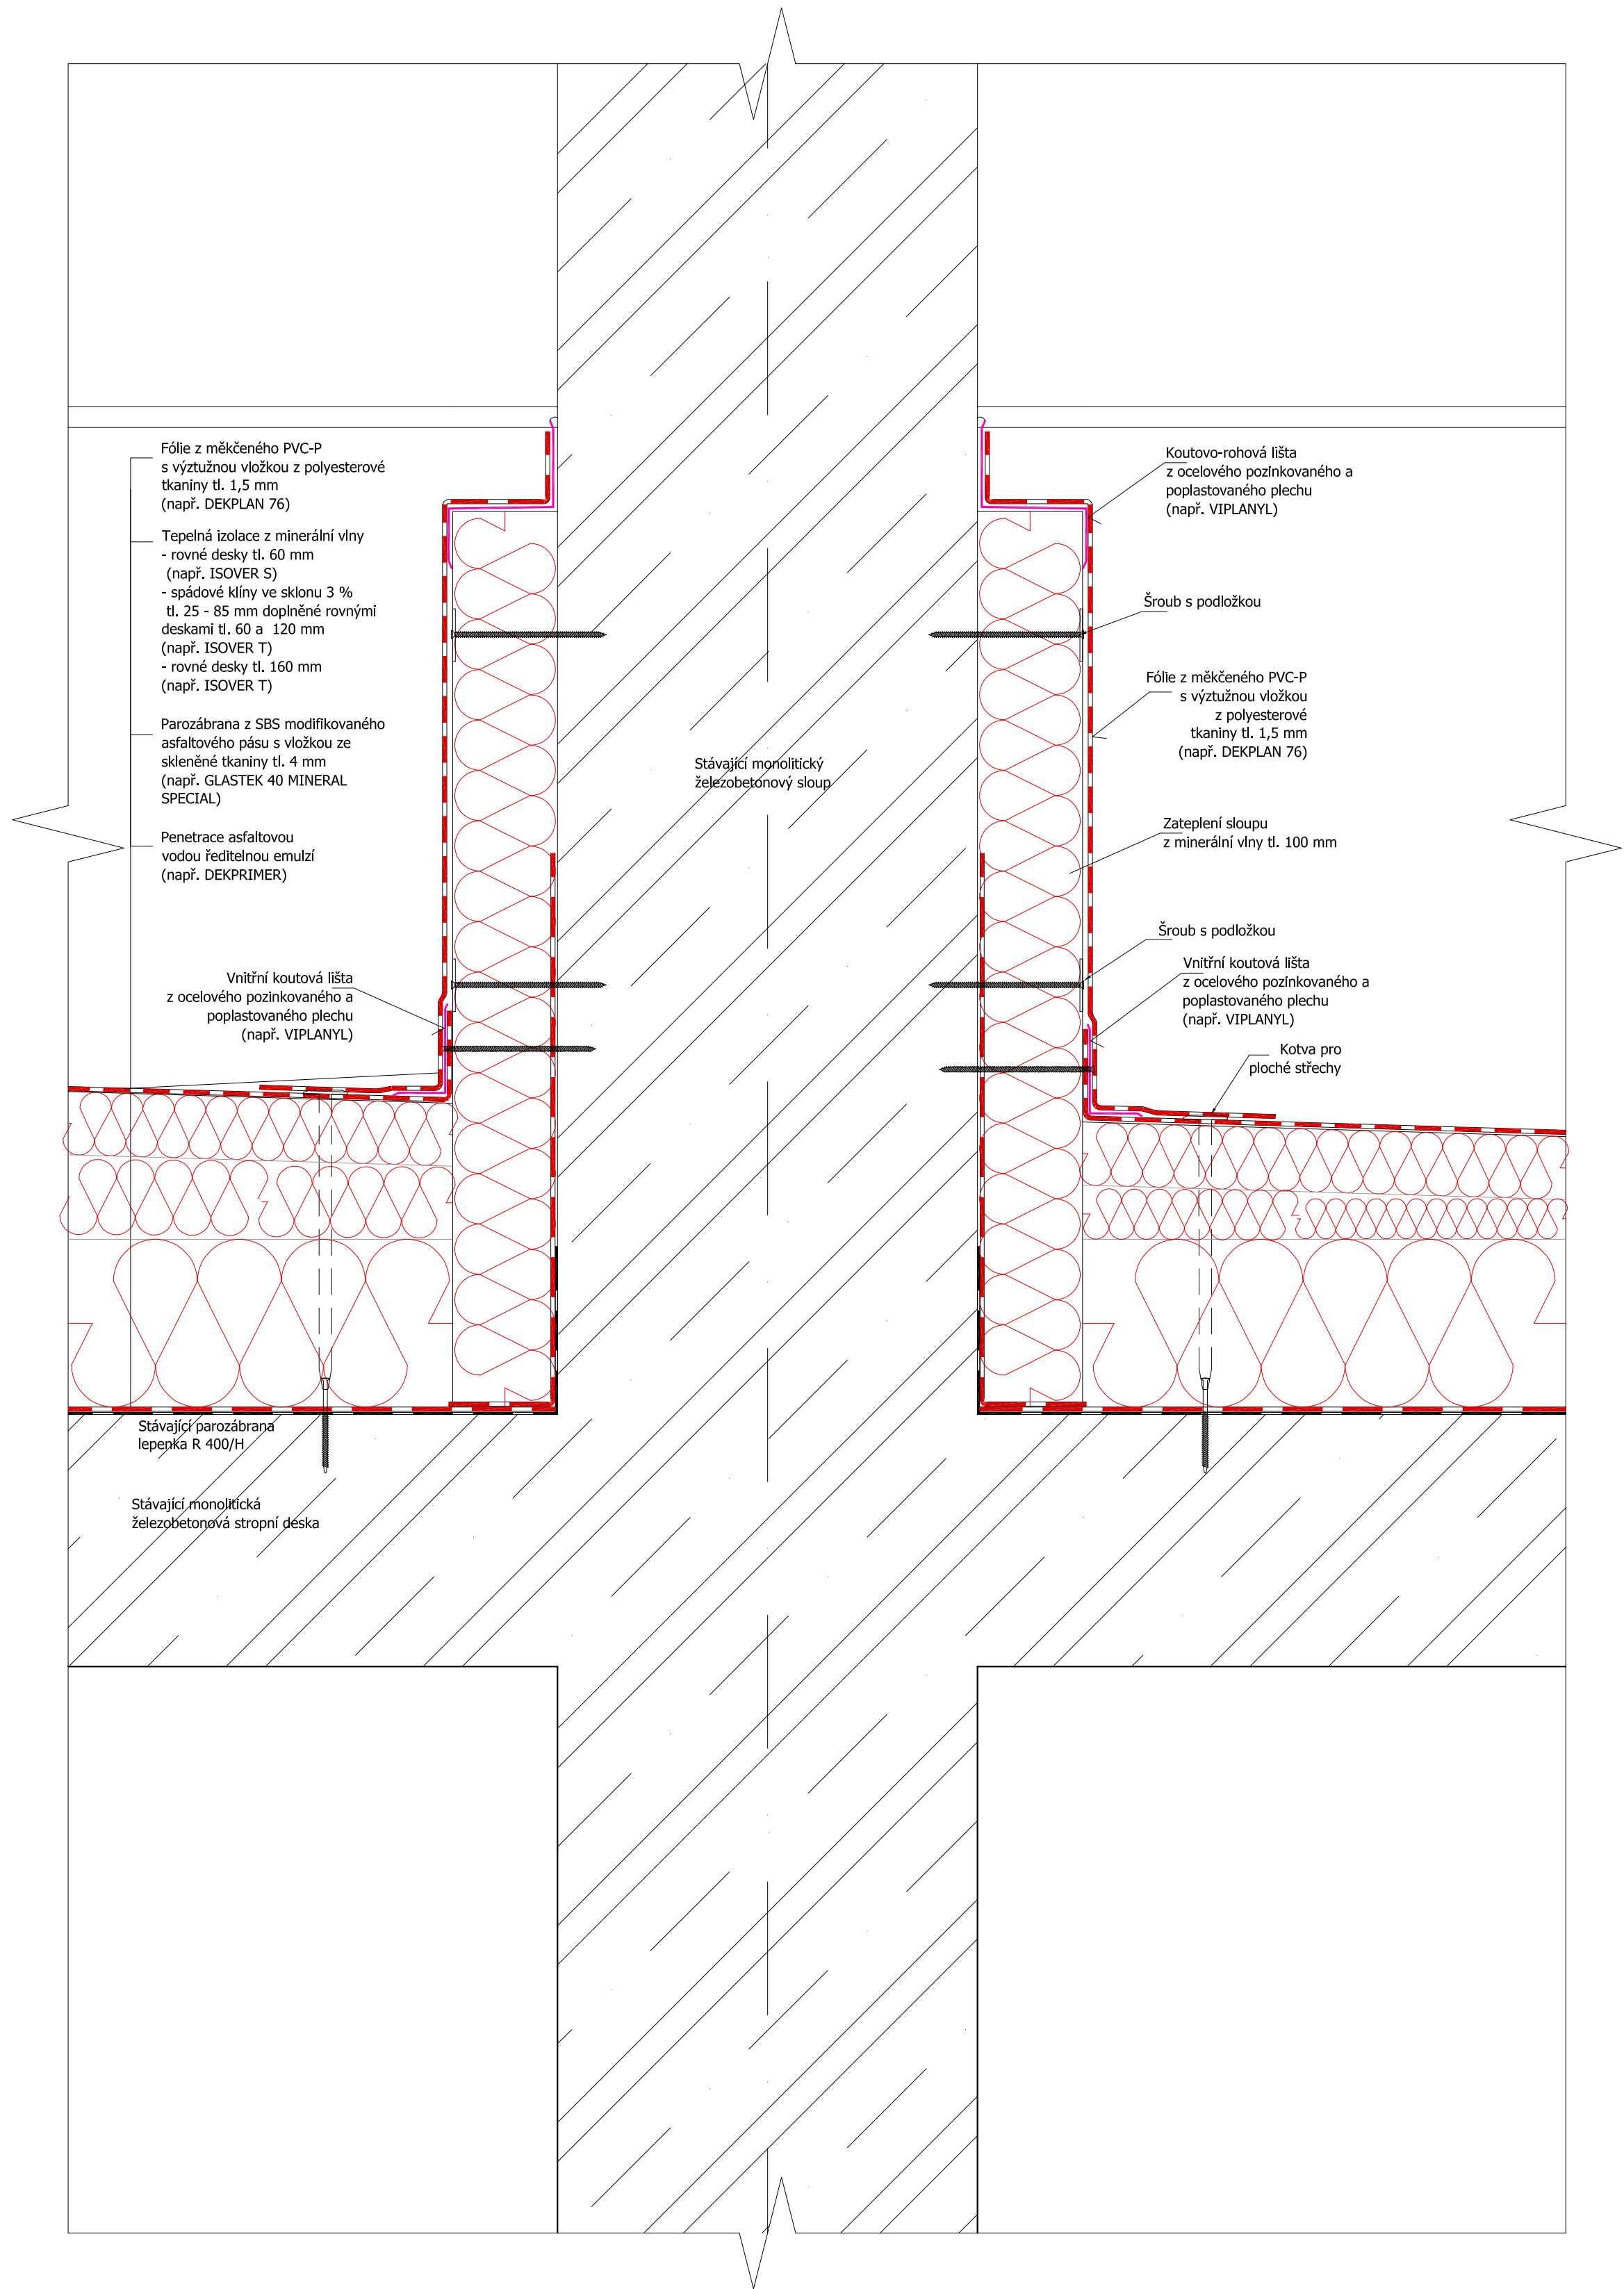 Fólie z měkčeného PVC-P
s výztužnou vložkou z polyesterové
tkaniny tl. 1,5 mm
(např. DEKPLAN 76)
Tepelná izolace z minerální vlny
- rovné desky tl. 60 mm
(např. ISOVER S)
- spádové klíny ve sklonu 3 %
tl. 25 - 85 mm doplněné rovnými
deskami tl. 60 a 120 mm
(např. ISOVER T)
- rovné desky tl. 160 mm
(např. ISOVER T)
Parozábrana z SBS modifikovaného
asfaltového pásu s vložkou ze
skleněné tkaniny tl. 4 mm
(např. GLASTEK 40 MINERAL
SPECIAL)
Penetrace asfaltovou
vodou ředitelnou emulzí
(např. DEKPRIMER)
Vnitřní koutová lišta
z ocelového pozinkovaného a
poplastovaného plechu
(např. VIPLANYL)
Stávající parozábrana
lepenka R 400/H
Stávající monolitická
železobetonová stropní deska
Stávající monolitický
železobetonový sloup
Koutovo-rohová lišta
z ocelového pozinkovaného a
poplastovaného plechu
(např. VIPLANYL)
Šroub s podložkou
Fólie z měkčeného PVC-P
s výztužnou vložkou
z polyesterové
tkaniny tl. 1,5 mm
(např. DEKPLAN 76)
Zateplení sloupu
z minerální vlny tl. 100 mm
Šroub s podložkou
Vnitřní koutová lišta
z ocelového pozinkovaného a
poplastovaného plechu
(např. VIPLANYL)
Kotva pro
ploché střechy